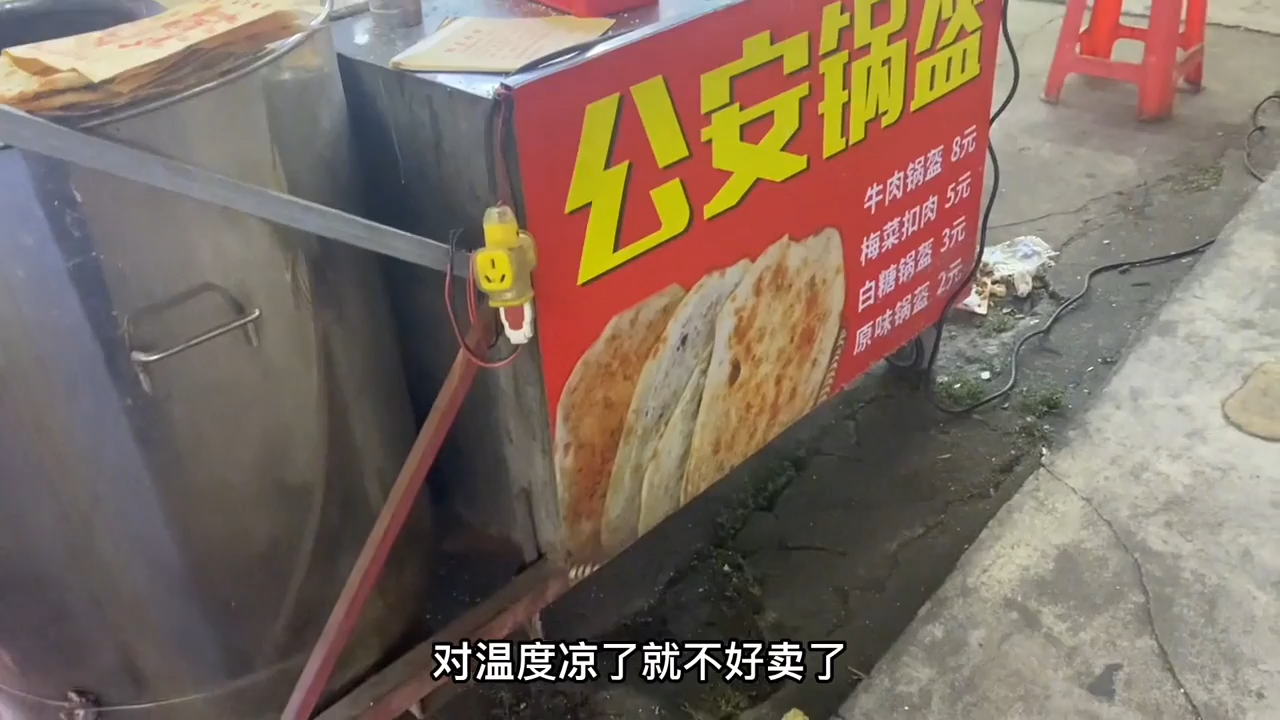 公安锅盔
牛肉锅盔 8元
梅菜扣肉 5元
白糖锅盔 3元
原味锅盔 2元
对温度凉了就不好卖了